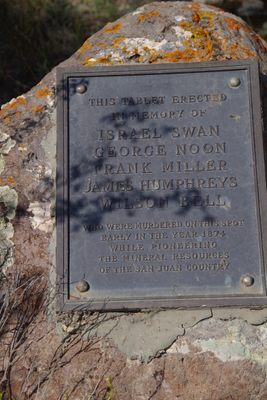 THIS TABLET ERECTED
IN MEMORY OF
ISRAEL SWAN
GEORGE NOON
FRANK MILLER
JAMES HUMPHREYS
WILSON BELL
WHO WERE MURDERED ON THIS SPOT
EARLY IN THE YEAR 1874
WHILE PIONEERING
THE MINERAL RESOURCES
OF THE SAN JUAN COUNTRY